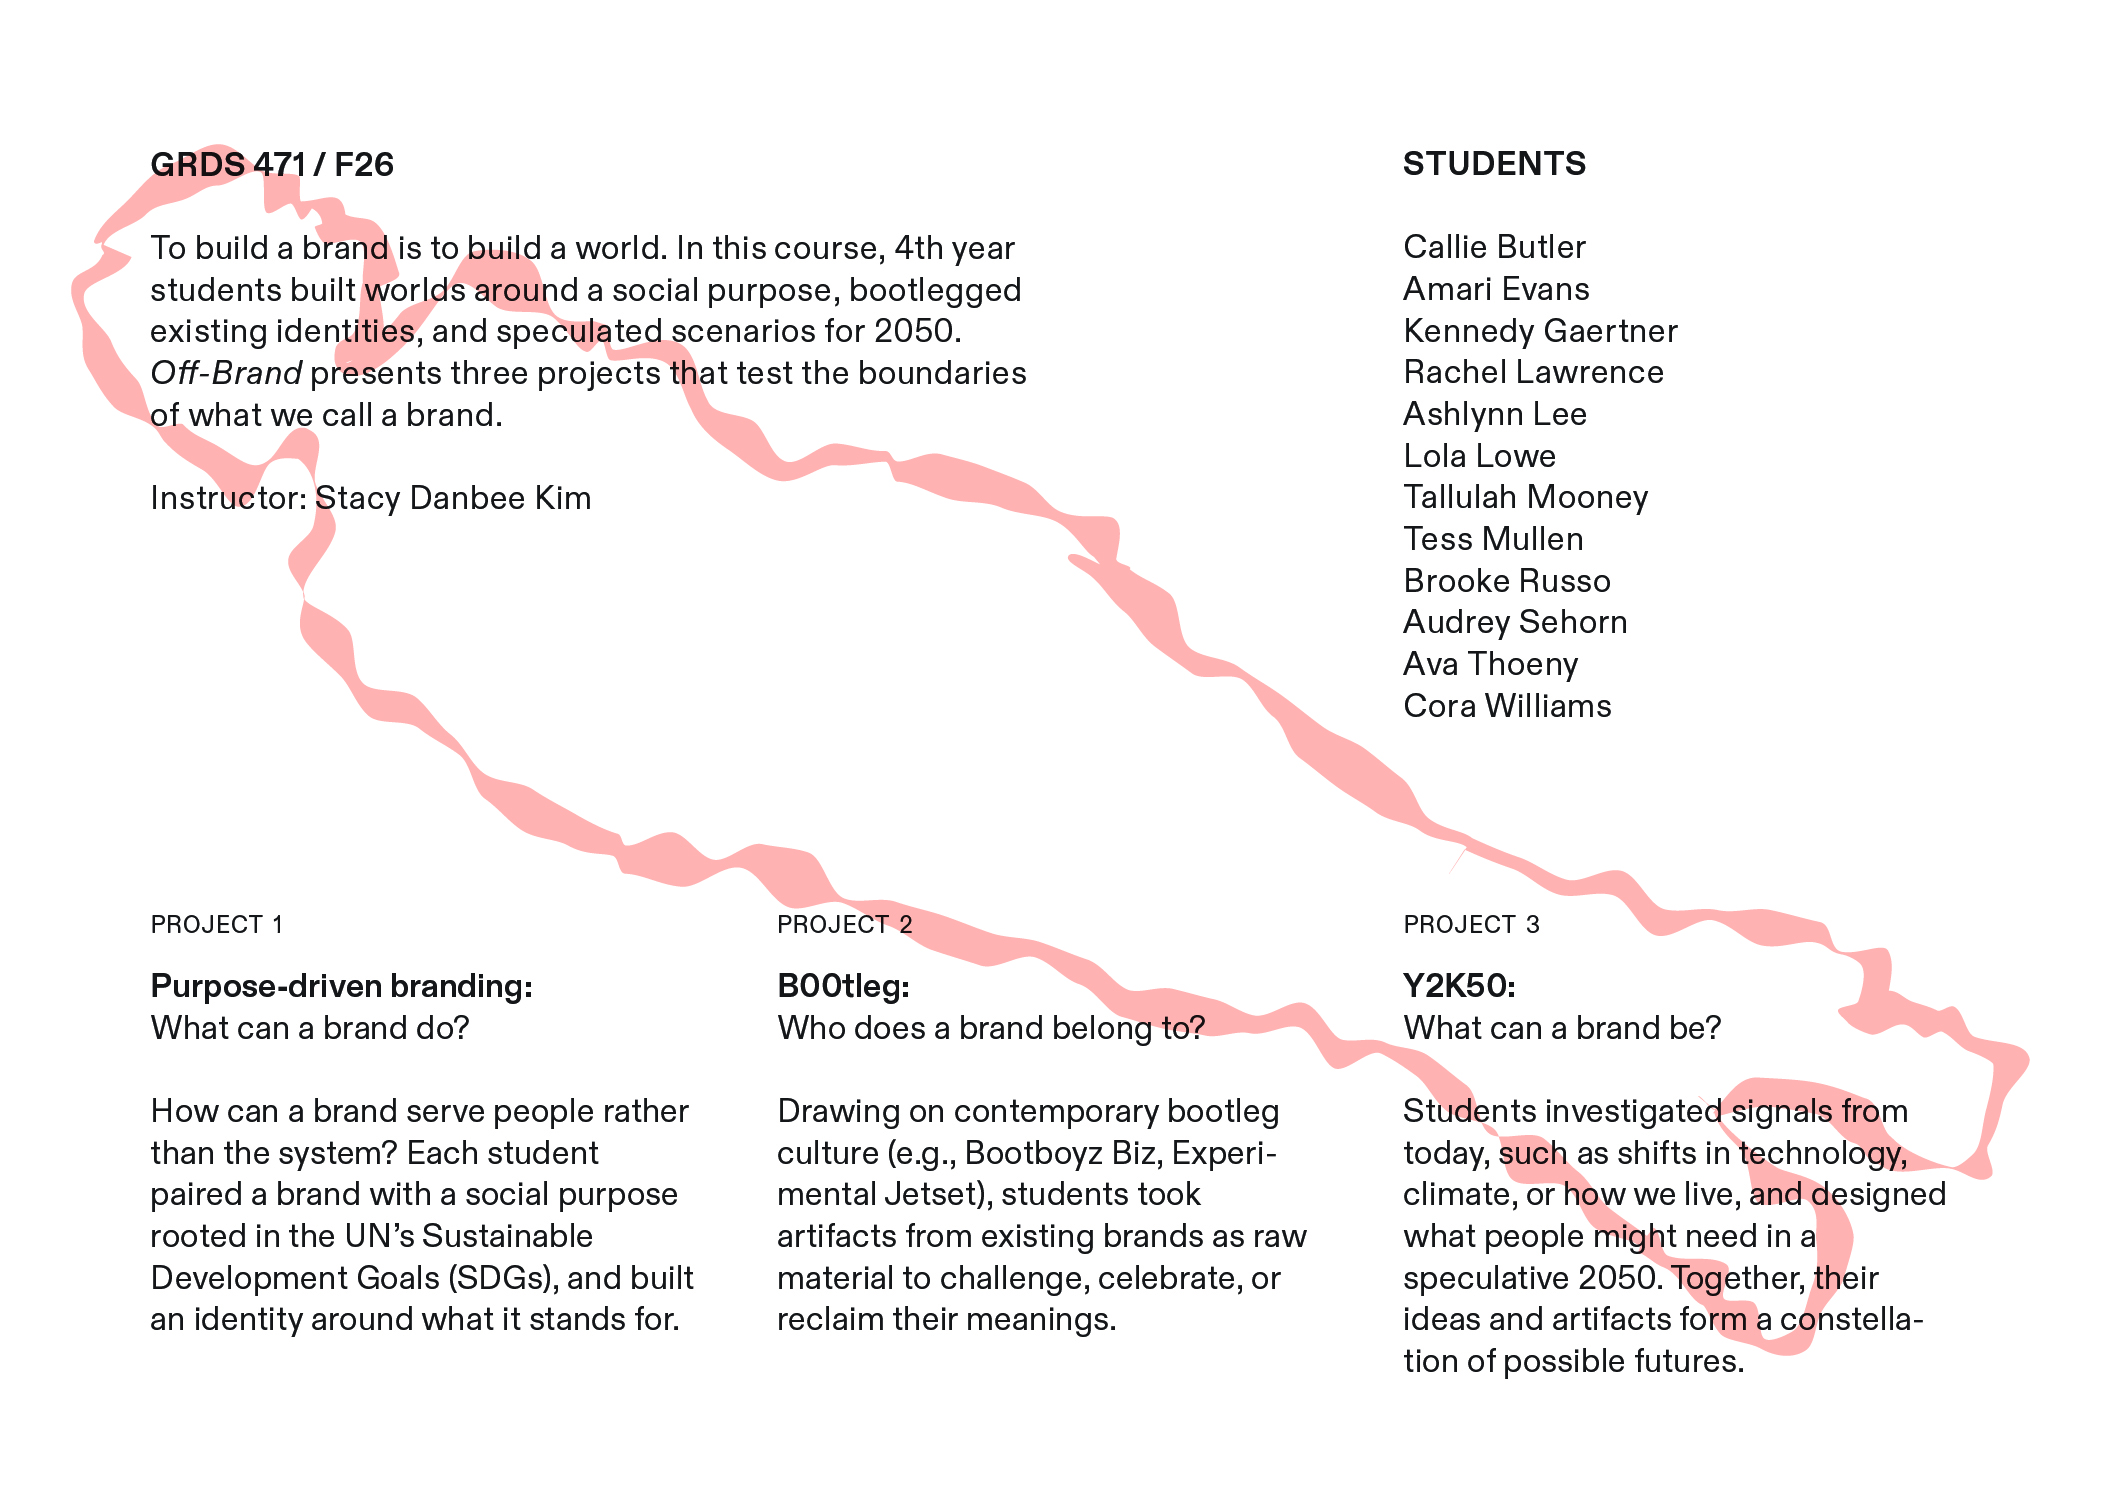 GRDS 471 / F26
To build a brand is to build a world. In this course, 4th year
students built worlds around a social purpose, bootlegged
existing identities, and speculated scenarios for 2050.
Off-Brand presents three projects that test the boundaries
of what we call a brand.
Instructor: Stacy Danbee Kim
STUDENTS
Callie Butler
Amari Evans
Kennedy Gaertner
Rachel Lawrence
Ashlynn Lee
Lola Lowe
Tallulah Mooney
Tess Mullen
Brooke Russo
Audrey Sehorn
Ava Thoeny
Cora Williams
PROJECT 1
Purpose-driven branding:
What can a brand do?
How can a brand serve people rather
than the system? Each student
paired a brand with a social purpose
rooted in the UN’s Sustainable
Development Goals (SDGs), and built
an identity around what it stands for.
PROJECT 2
B00tleg:
Who does a brand belong to?
Drawing on contemporary bootleg
culture (e.g., Bootboyz Biz, Experi-
mental Jetset), students took
artifacts from existing brands as raw
material to challenge, celebrate, or
reclaim their meanings.
PROJECT 3
Y2K50:
What can a brand be?
Students investigated signals from
today, such as shifts in technology,
climate, or how we live, and designed
what people might need in a
speculative 2050. Together, their
ideas and artifacts form a constella-
tion of possible futures.